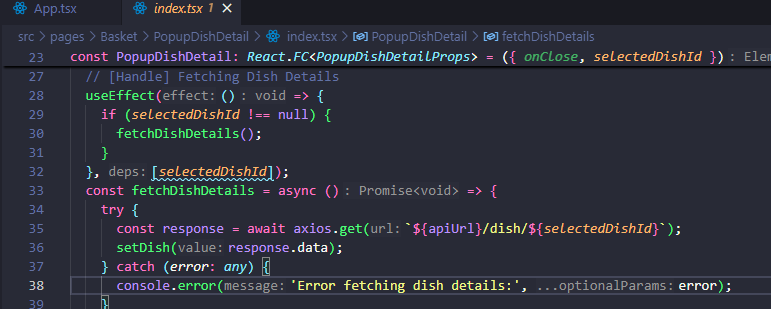 App.tsx index.tsx 1 ×
src > pages > Basket > PopupDishDetail > index.tsx > PopupDishDetail > fetchDishDetails
23 const PopupDishDetail: React.FC<PopupDishDetailProps> = ({ onClose, selectedDishId }) : Elem
27 // [Handle] Fetching Dish Details
28 useEffect(effect: () : void => {
29 if (selectedDishId !== null) {
30 fetchDishDetails();
31 }
32 }, deps: [selectedDishId]);
33 const fetchDishDetails = async () : Promise<void> => {
34 try {
35 const response = await axios.get(url: `${apiUrl}/dish/${selectedDishId}`);
36 setDish(value: response.data);
37 } catch (error: any) {
38 console.error(message: 'Error fetching dish details:', ...optionalParams: error);
39 }